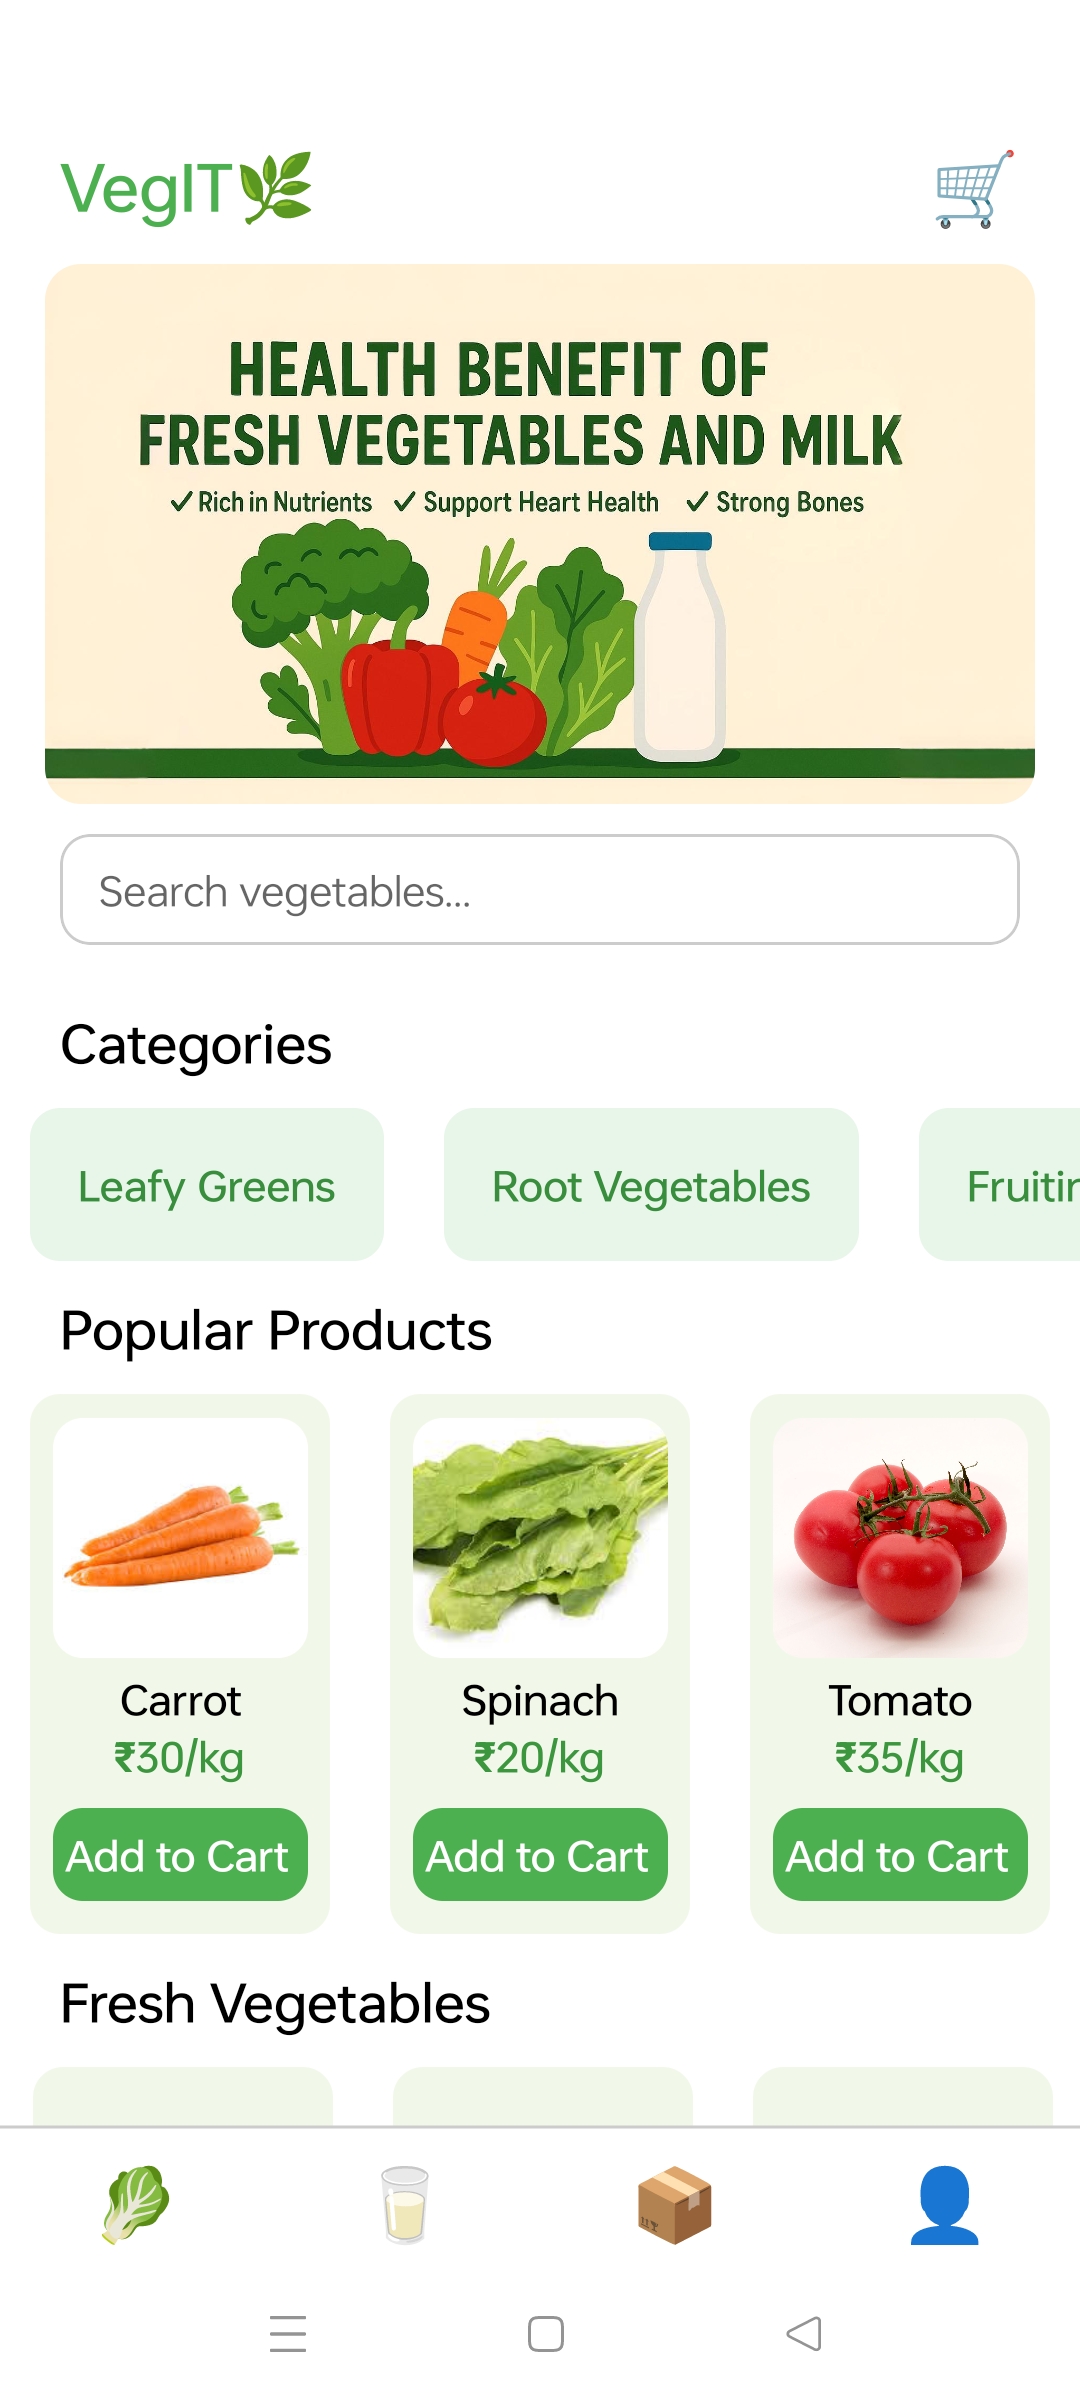 VegIT
HEALTH BENEFIT OF
FRESH VEGETABLES AND MILK
✓ Rich in Nutrients ✓ Support Heart Health ✓ Strong Bones
Search vegetables...
Categories
Leafy Greens Root Vegetables Fruitin
Popular Products
Carrot Spinach Tomato
₹30/kg ₹20/kg ₹35/kg
Add to Cart Add to Cart Add to Cart
Fresh Vegetables